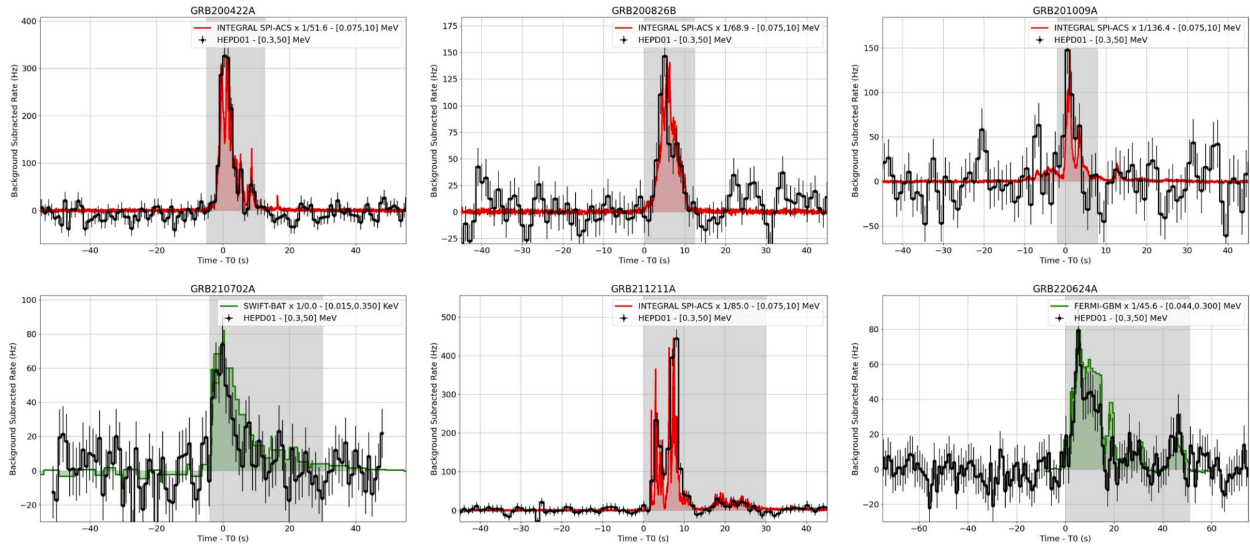 GRB200422A
INTEGRAL SPI-ACS x 1/51.6 - [0.075,10] MeV
HEPD01 - [0.3,50] MeV
Background Subracted Rate (Hz)
400
300
200
100
0
−40 −20 0 20 40
Time - T0 (s)
GRB200826B
INTEGRAL SPI-ACS x 1/68.9 - [0.075,10] MeV
HEPD01 - [0.3,50] MeV
Background Subracted Rate (Hz)
175
150
125
100
75
50
25
0
−25
−40 −30 −20 −10 0 10 20 30 40
Time - T0 (s)
GRB201009A
INTEGRAL SPI-ACS x 1/136.4 - [0.075,10] MeV
HEPD01 - [0.3,50] MeV
Background Subracted Rate (Hz)
150
100
50
0
−50
−40 −30 −20 −10 0 10 20 30 40
Time - T0 (s)
GRB210702A
SWIFT-BAT x 1/0.0 - [0.015,0.350] KeV
HEPD01 - [0.3,50] MeV
Background Subracted Rate (Hz)
100
80
60
40
20
0
−20
−40 −20 0 20 40
Time - T0 (s)
GRB211211A
INTEGRAL SPI-ACS x 1/85.0 - [0.075,10] MeV
HEPD01 - [0.3,50] MeV
Background Subracted Rate (Hz)
500
400
300
200
100
0
−40 −30 −20 −10 0 10 20 30 40
Time - T0 (s)
GRB220624A
FERMI-GBM x 1/45.6 - [0.044,0.300] MeV
HEPD01 - [0.3,50] MeV
Background Subracted Rate (Hz)
80
60
40
20
0
−20
−60 −40 −20 0 20 40 60
Time - T0 (s)